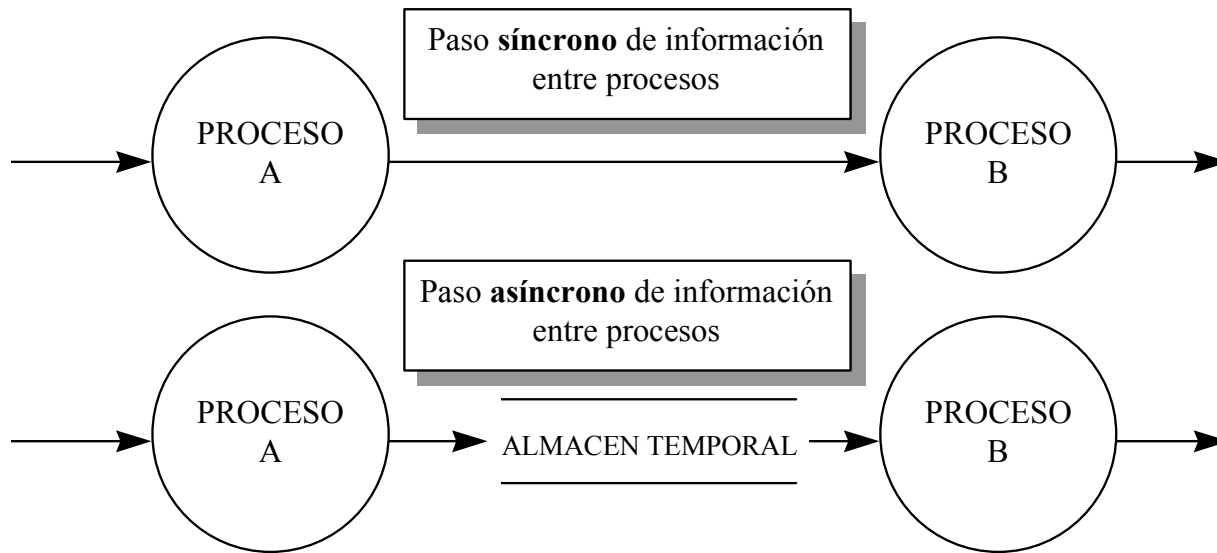 Paso síncrono de información
entre procesos
PROCESO
A
PROCESO
B
Paso asíncrono de información
entre procesos
PROCESO
A
ALMACEN TEMPORAL
PROCESO
B